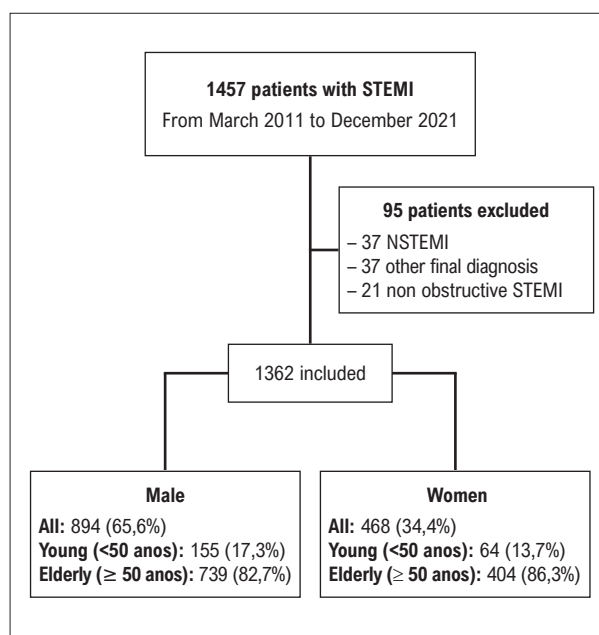 1457 patients with STEMI
From March 2011 to December 2021
95 patients excluded
– 37 NSTEMI
– 37 other final diagnosis
– 21 non obstructive STEMI
1362 included
Male
All: 894 (65,6%)
Young (<50 anos): 155 (17,3%)
Elderly (≥ 50 anos): 739 (82,7%)
Women
All: 468 (34,4%)
Young (<50 anos): 64 (13,7%)
Elderly (≥ 50 anos): 404 (86,3%)